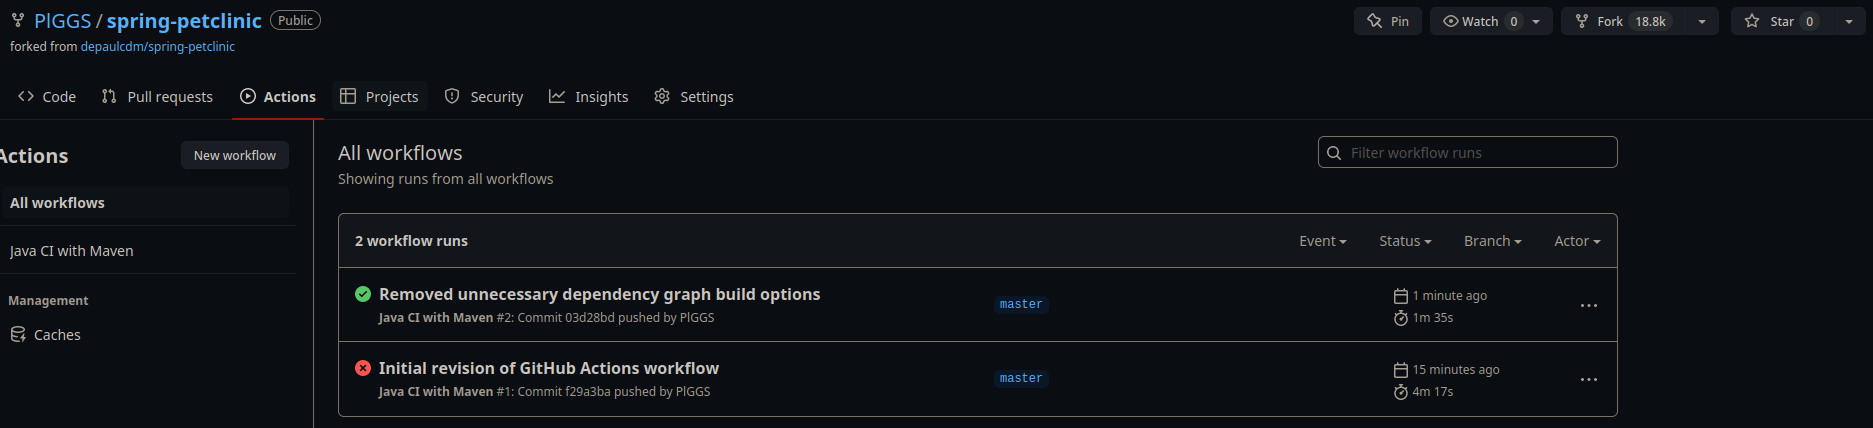 PIGGS / spring-petclinic Public
Pin
Watch 0
Fork 18.8k
Star 0
forked from depaulcdm/spring-petclinic
Code
Pull requests
Actions
Projects
Security
Insights
Settings
Actions
New workflow
All workflows
Java CI with Maven
Management
Caches
All workflows
Showing runs from all workflows
Filter workflow runs
2 workflow runs
Event
Status
Branch
Actor
Removed unnecessary dependency graph build options
Java CI with Maven #2: Commit 03d28bd pushed by PIGGS
master
1 minute ago
1m 35s
Initial revision of GitHub Actions workflow
Java CI with Maven #1: Commit f29a3ba pushed by PIGGS
master
15 minutes ago
4m 17s